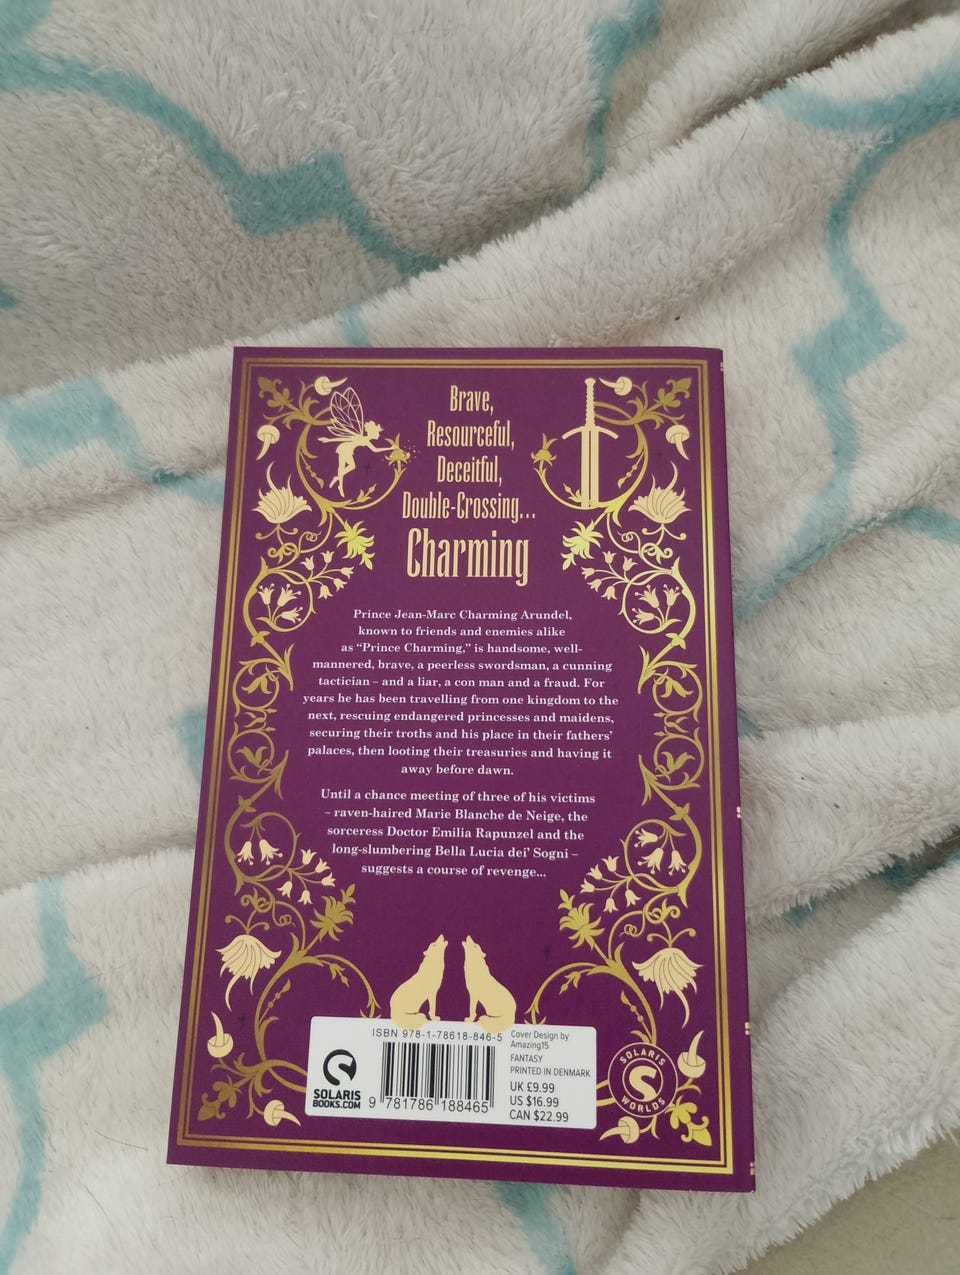 Brave,
Resourceful,
Deceitful,
Double-Crossing...
Charming
Prince Jean-Marc Charming Arundel,
known to friends and enemies alike
as “Prince Charming,” is handsome, well-
mannered, brave, a peerless swordsman, a cunning
tactician – and a liar, a con man and a fraud. For
years he has been travelling from one kingdom to the
next, rescuing endangered princesses and maidens,
securing their troths and his place in their fathers’
palaces, then looting their treasuries and having it
away before dawn.
Until a chance meeting of three of his victims
– raven-haired Marie Blanche de Neige, the
sorceress Doctor Emilia Rapunzel and the
long-slumbering Bella Lucia dei’ Sogni –
suggests a course of revenge...
ISBN 978-1-78618-846-5
SOLARIS
BOOKS.COM
9 781786 188465
Cover Design by
Amazing15
FANTASY
PRINTED IN DENMARK
UK £9.99
US $16.99
CAN $22.99
SOLARIS
WORLDS